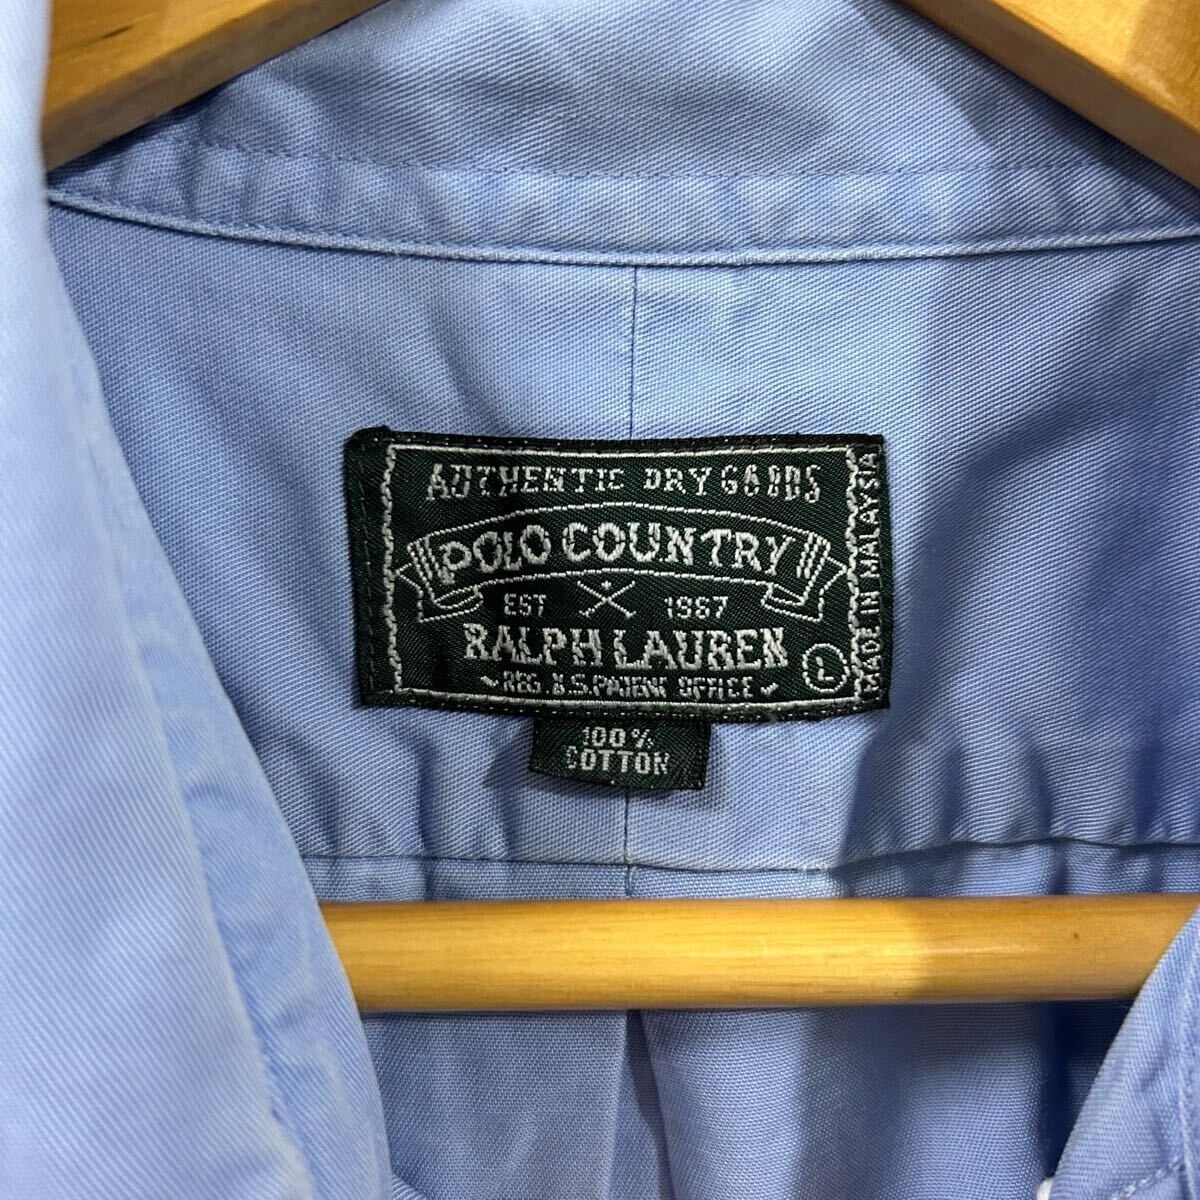 AUTHENTIC DRY GOODS
POLO COUNTRY
EST 1967
RALPH LAUREN
REG. U.S. PATENT OFFICE
L
MADE IN MALAYSIA
100%
COTTON